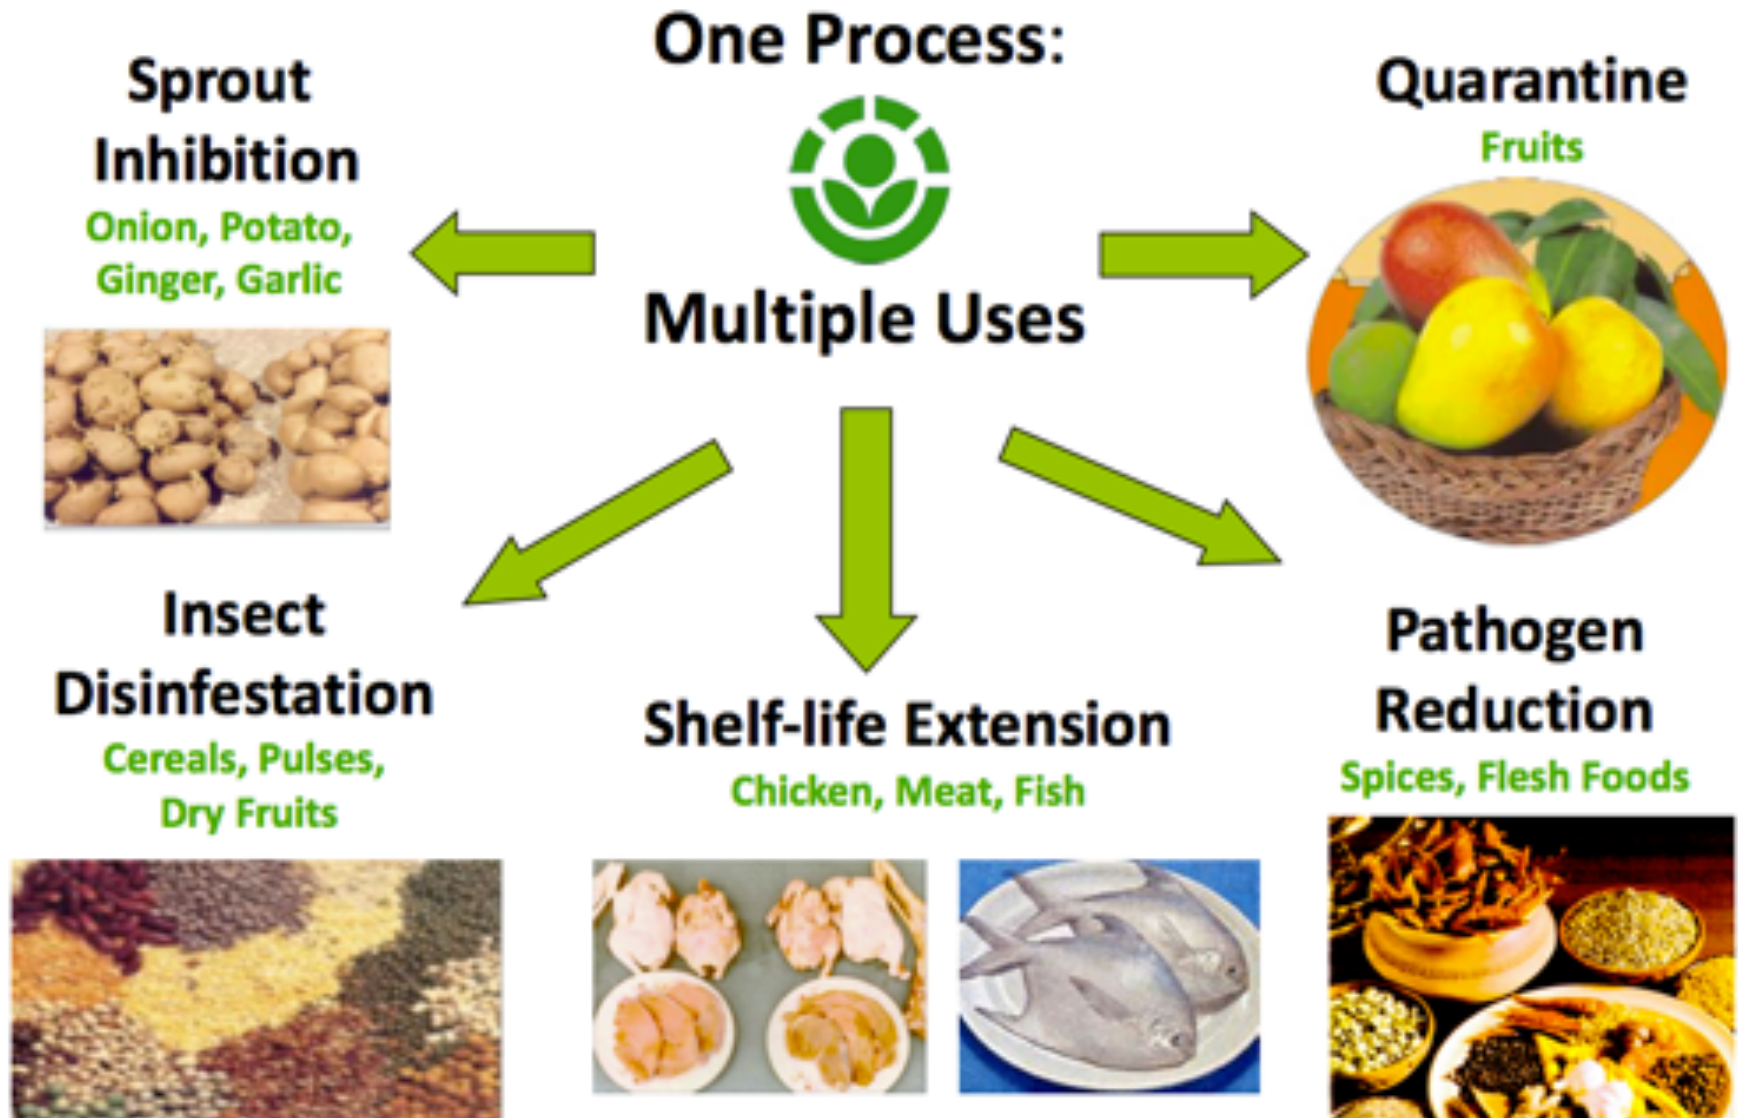 One Process:
Multiple Uses
Sprout
Inhibition
Onion, Potato,
Ginger, Garlic
Quarantine
Fruits
Insect
Disinfestation
Cereals, Pulses,
Dry Fruits
Shelf-life Extension
Chicken, Meat, Fish
Pathogen
Reduction
Spices, Flesh Foods